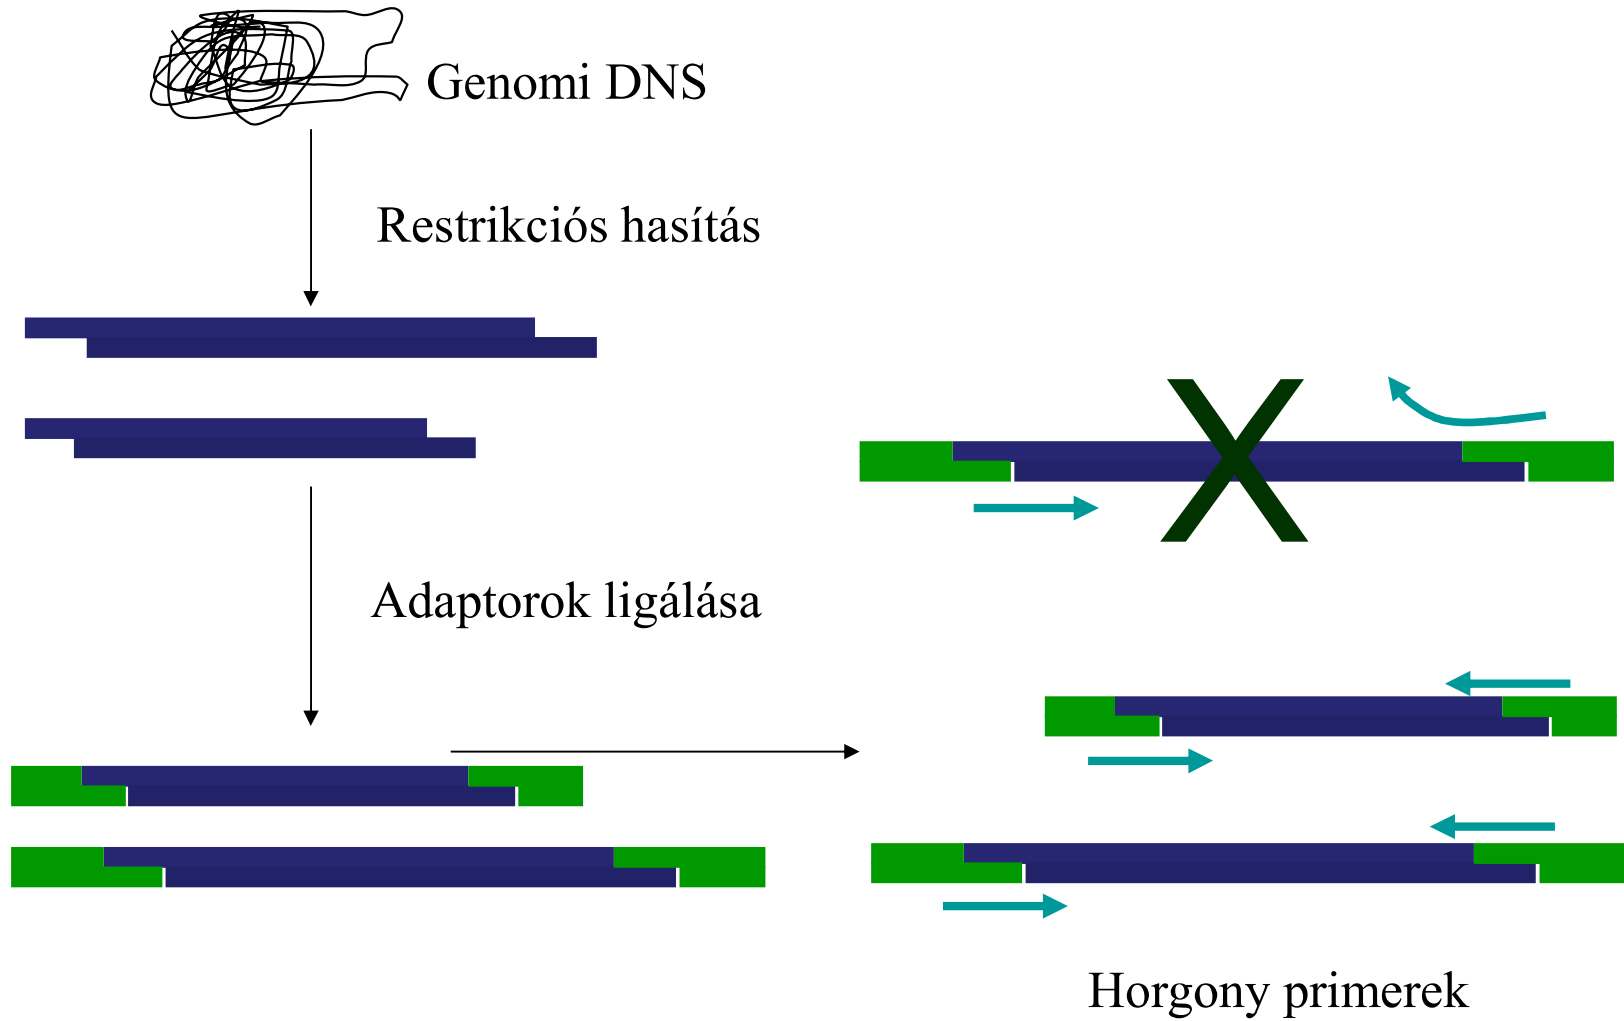 Genomi DNS
Restrikciós hasítás
Adaptorok ligálása
Horgony primerek